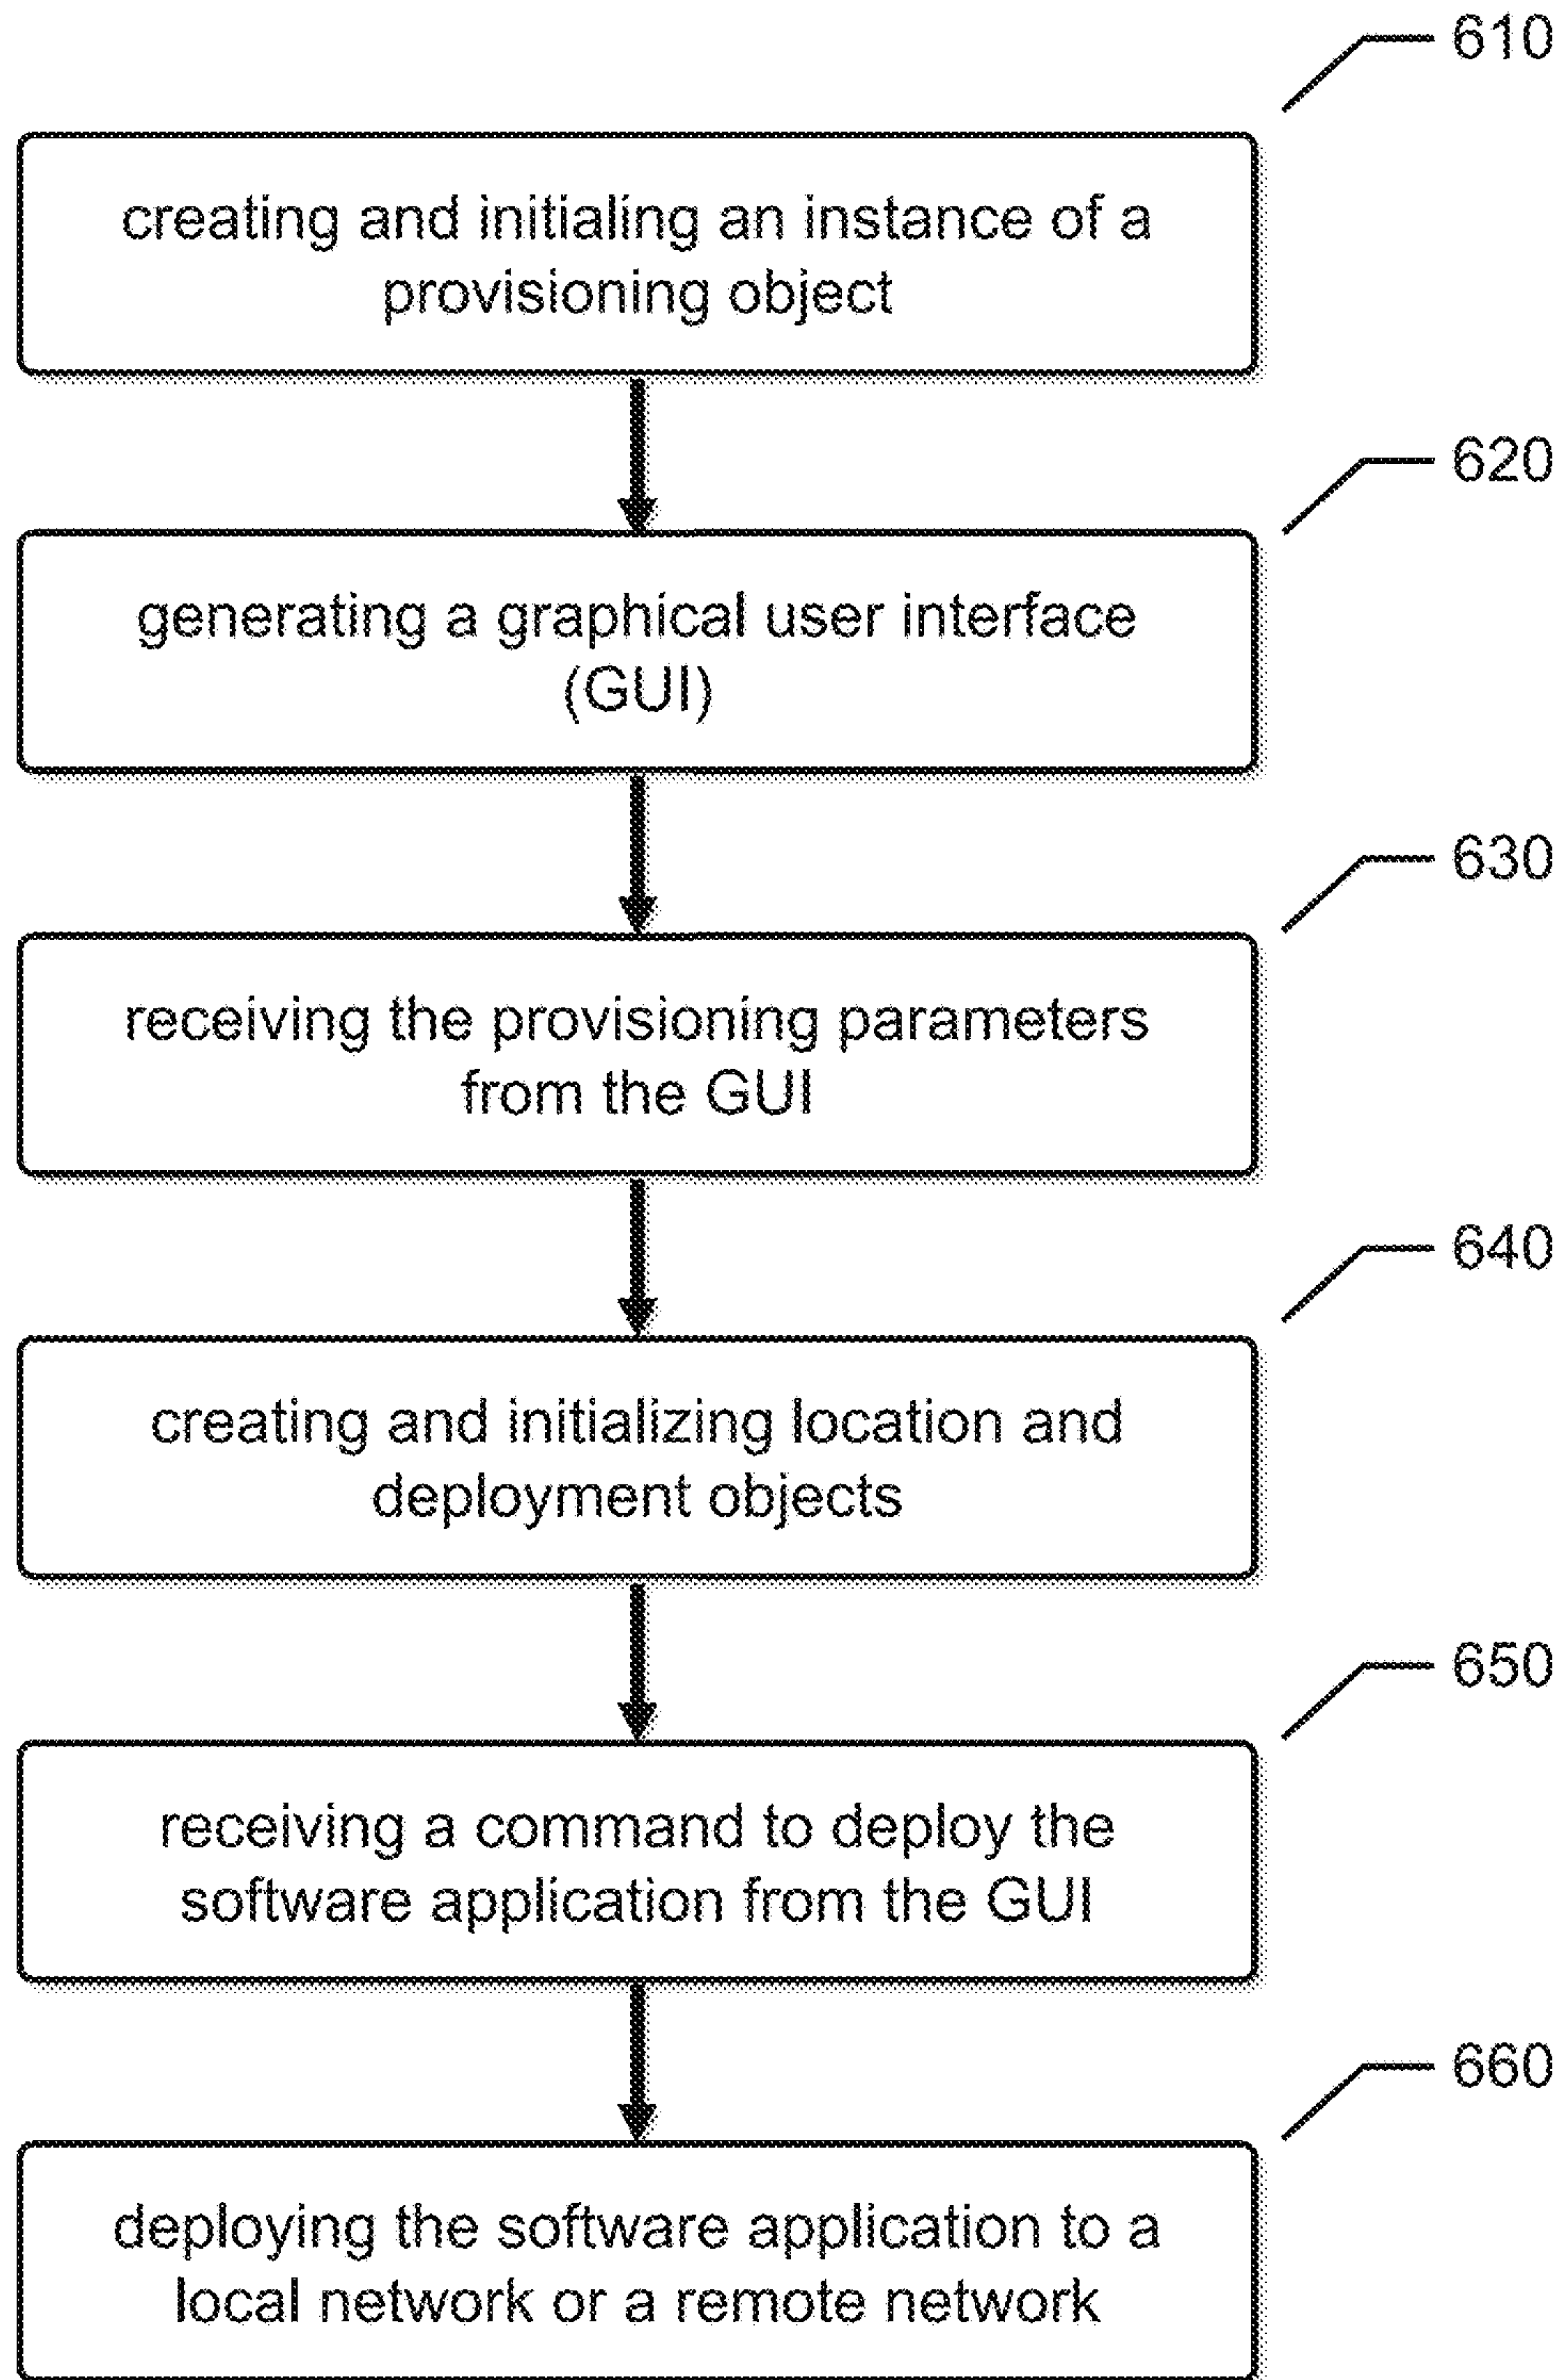 610
creating and initialing an instance of a
provisioning object
620
generating a graphical user interface
(GUI)
630
receiving the provisioning parameters
from the GUI
640
creating and initializing location and
deployment objects
650
receiving a command to deploy the
software application from the GUI
660
deploying the software application to a
local network or a remote network